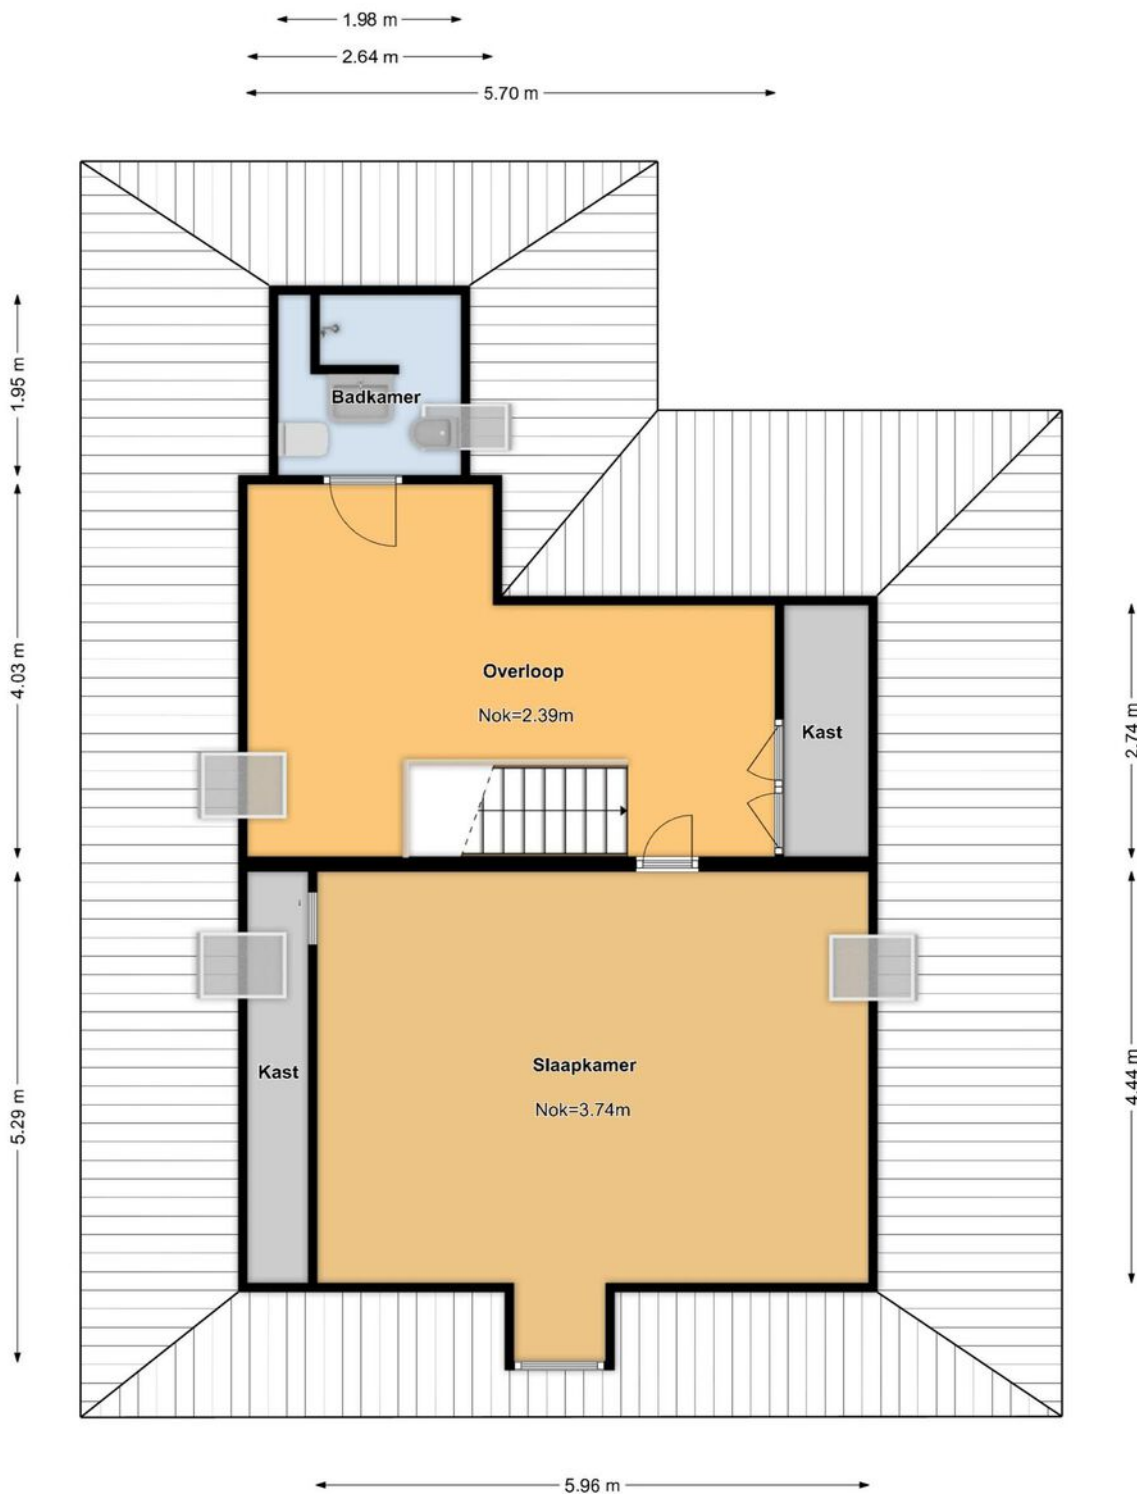 1.98 m
2.64 m
5.70 m
1.95 m
Badkamer
4.03 m
Overloop
Nok=2.39m
Kast
2.74 m
Kast
Slaapkamer
Nok=3.74m
5.29 m
4.44 m
5.96 m